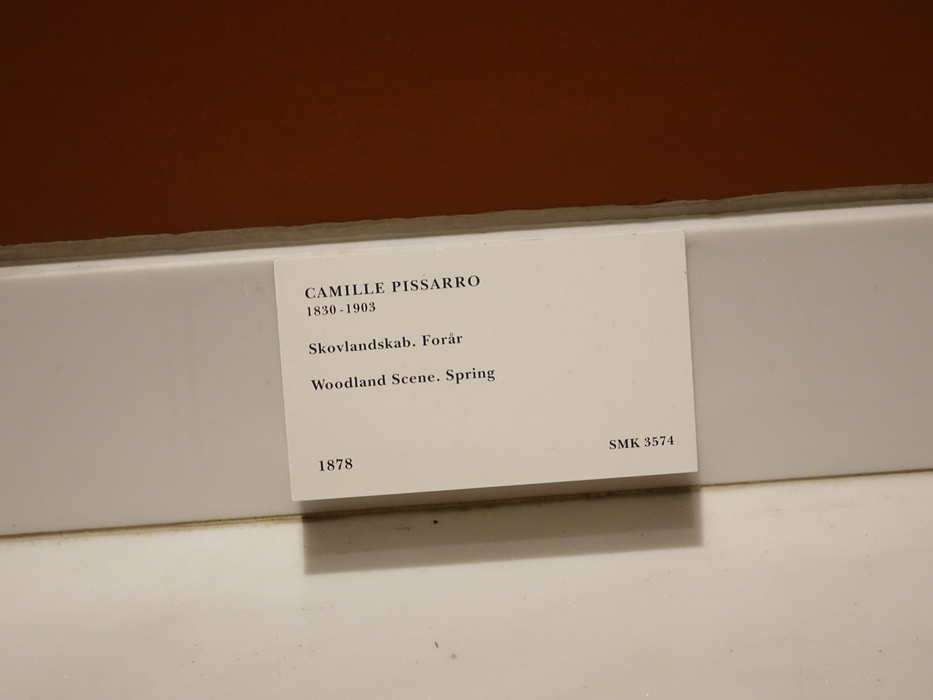 CAMILLE PISSARRO
1830-1903
Skovlandskab. Forår
Woodland Scene. Spring
1878
SMK 3574